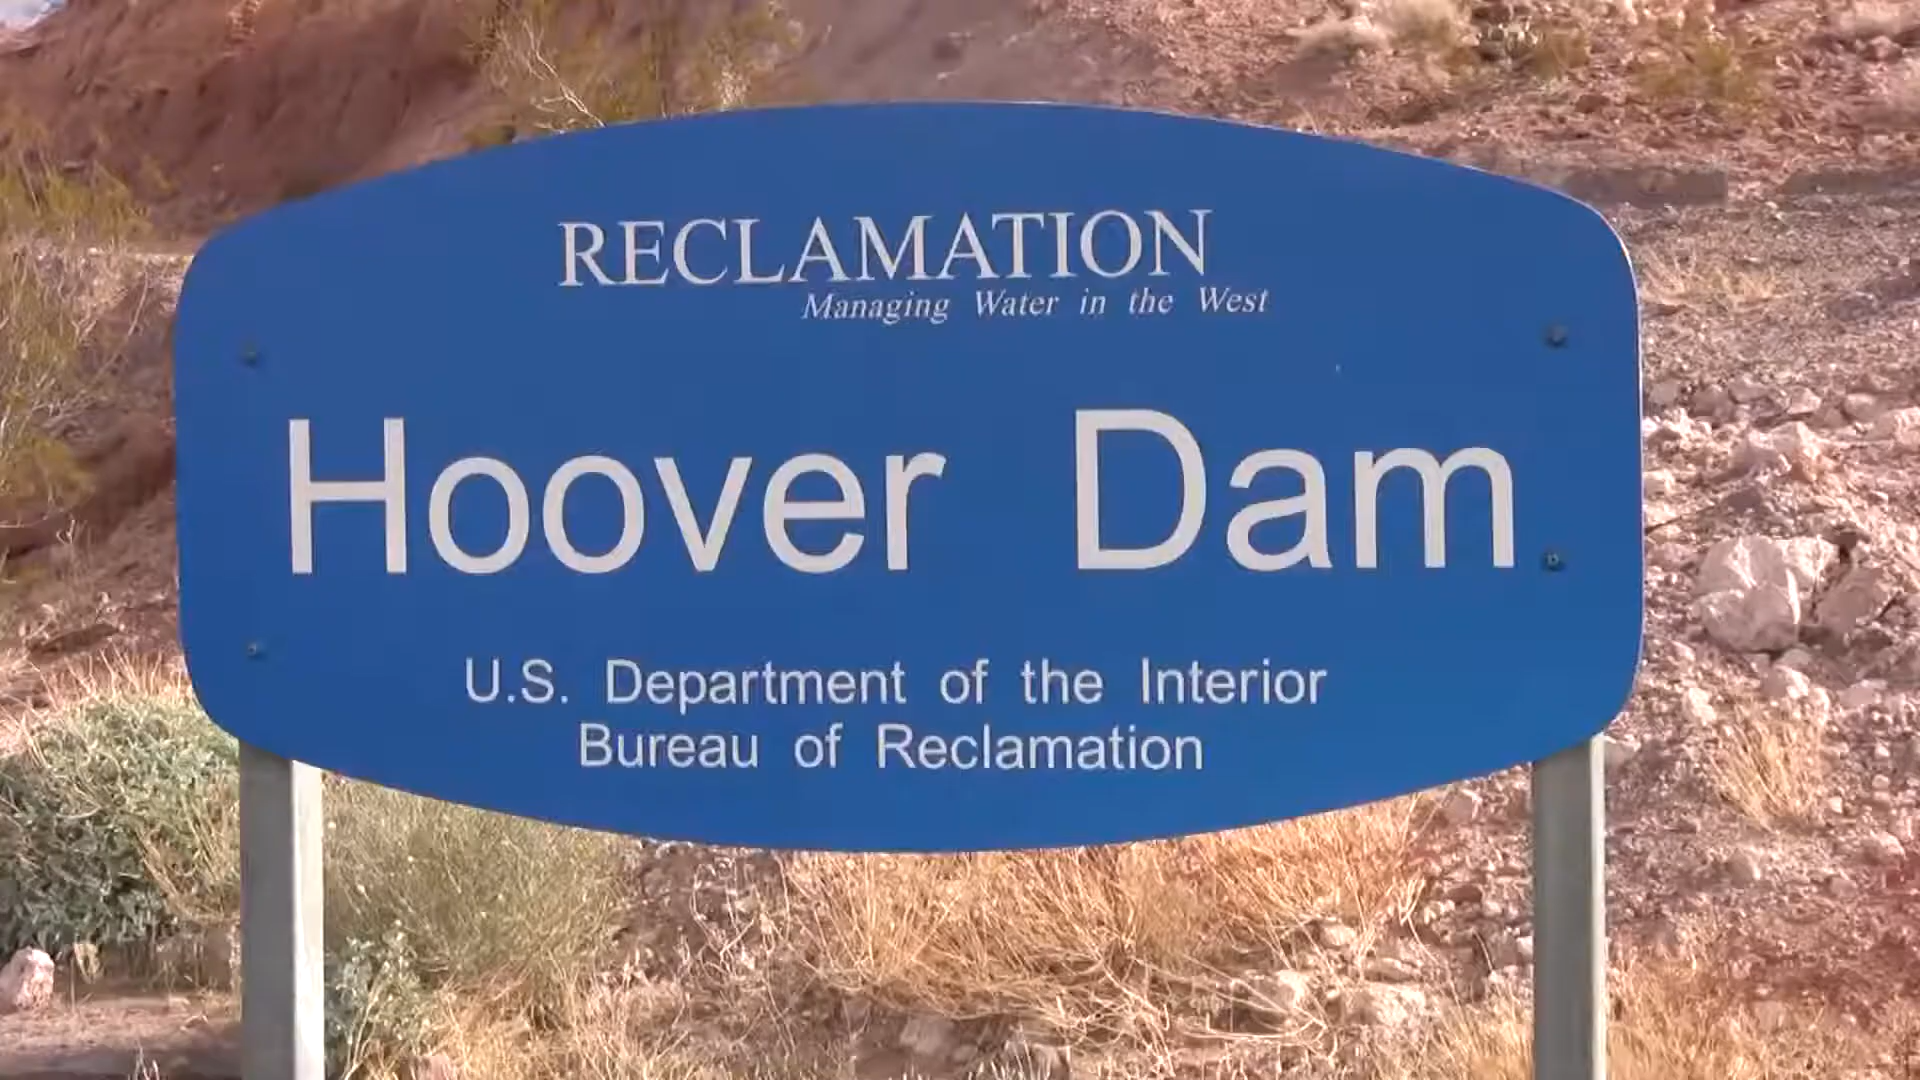 RECLAMATION
Managing Water in the West
Hoover Dam
U.S. Department of the Interior
Bureau of Reclamation